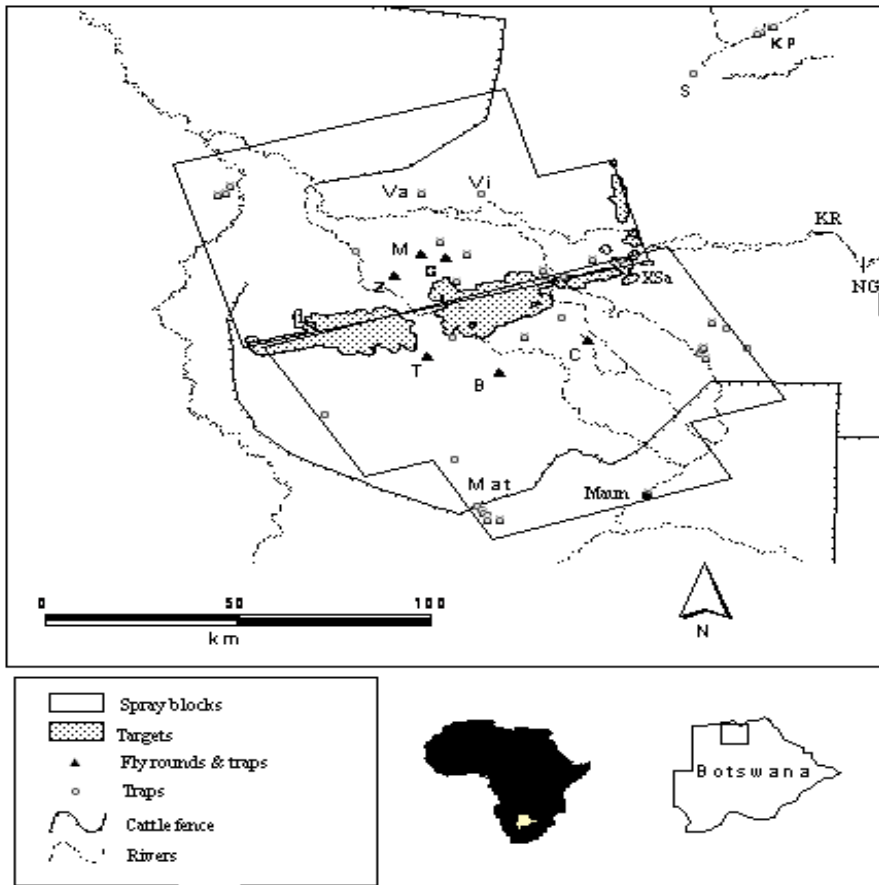 KP
S
Va
Vi
KR
M
G
Z
XSa
NG
T
C
B
Mat
Maun
0 50 100
km
N
Spray blocks
Targets
Fly rounds & traps
Traps
Cattle fence
Rivers
Botswana